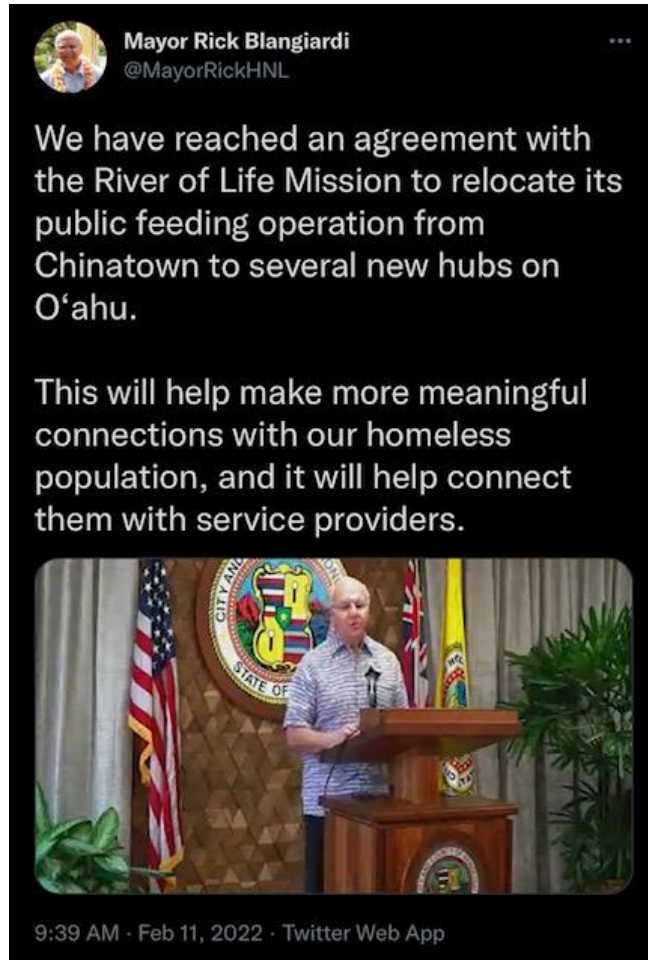 Mayor Rick Blangiardi
@MayorRickHNL
We have reached an agreement with
the River of Life Mission to relocate its
public feeding operation from
Chinatown to several new hubs on
Oʻahu.
This will help make more meaningful
connections with our homeless
population, and it will help connect
them with service providers.
CITY AND
STATE OF
9:39 AM · Feb 11, 2022 · Twitter Web App